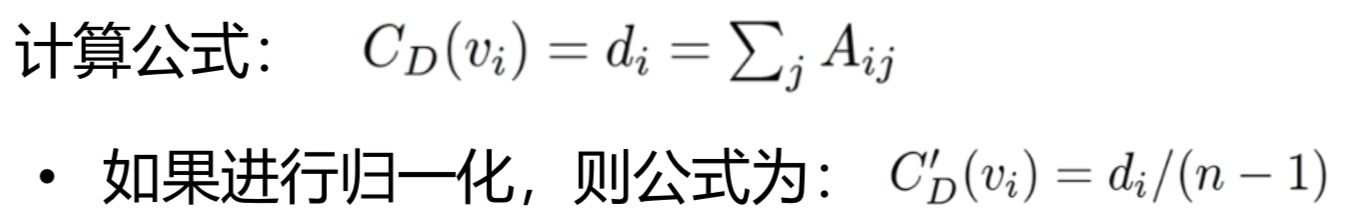 计算公式： C_D(v_i) = d_i = ∑_j A_{ij}
• 如果进行归一化，则公式为： C'_D(v_i) = d_i/(n − 1)